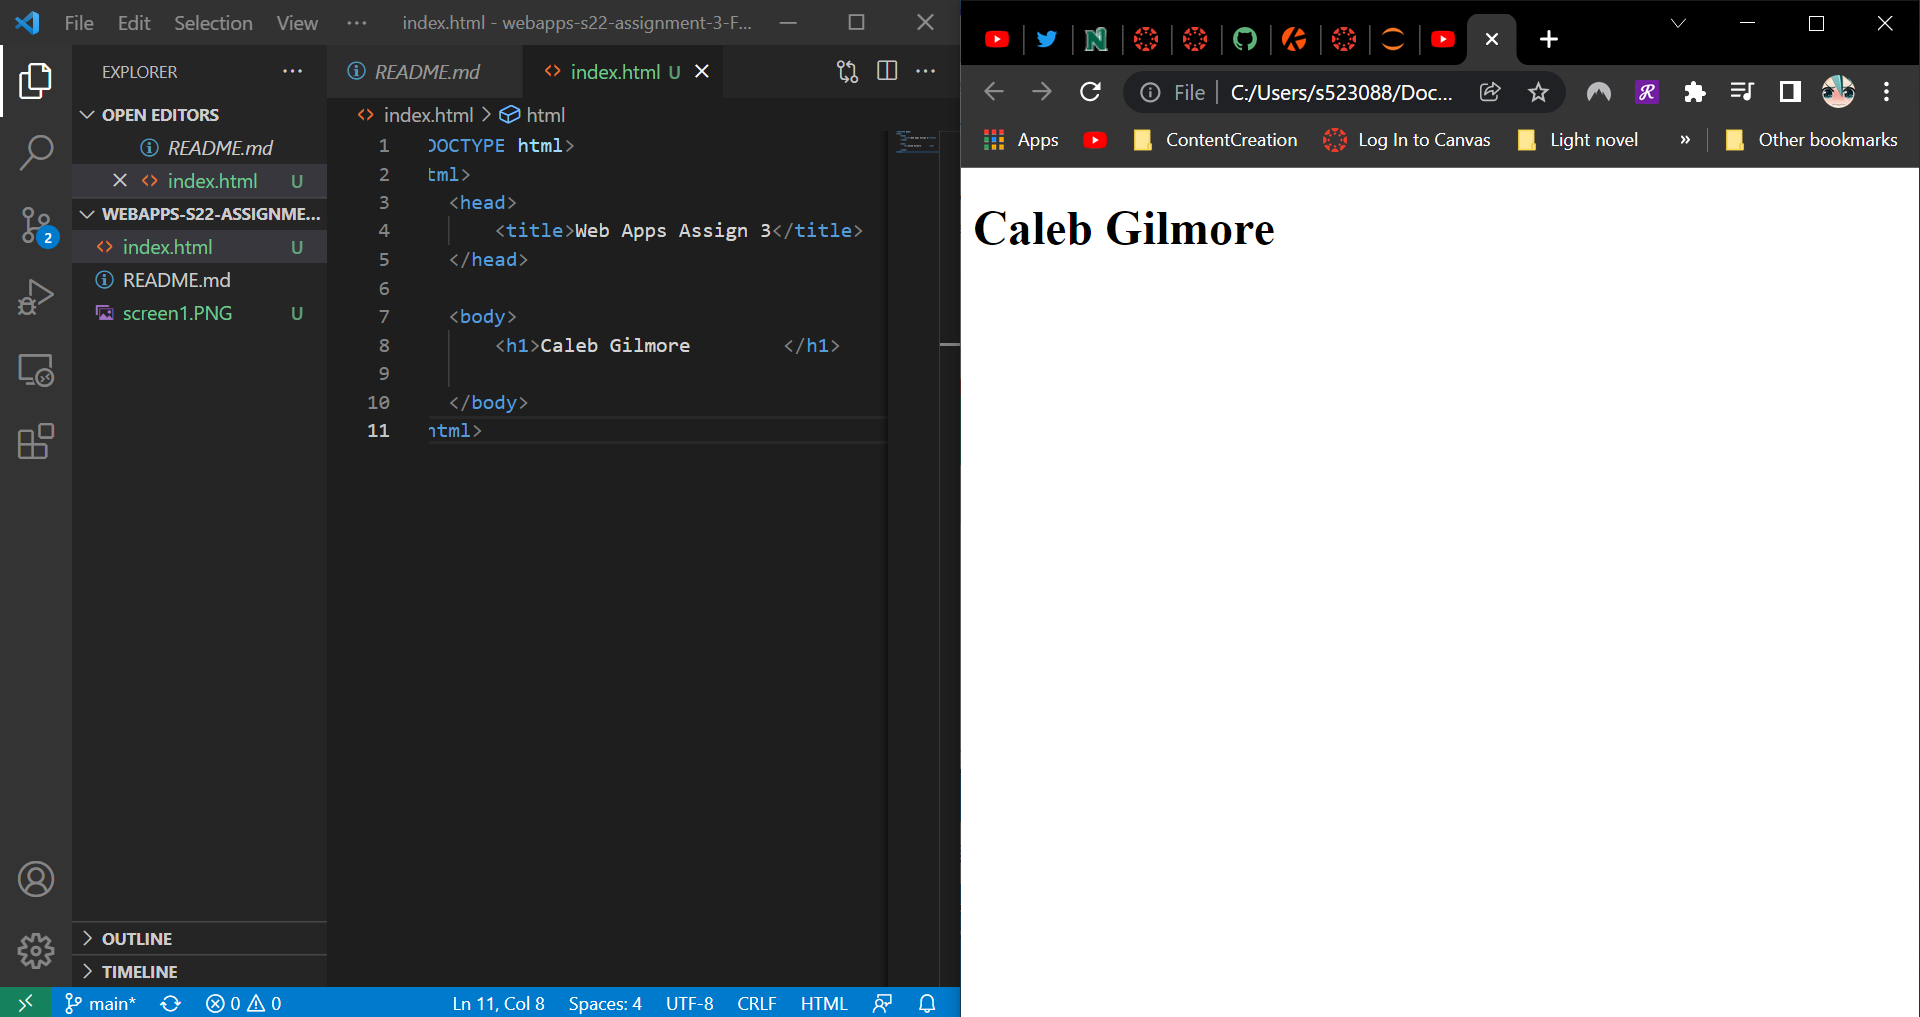 File Edit Selection View ··· index.html - webapps-s22-assignment-3-F...
EXPLORER ···
OPEN EDITORS
README.md
index.html U
WEBAPPS-S22-ASSIGNME...
index.html U
README.md
screen1.PNG U
2
OUTLINE
TIMELINE
README.md index.html U
index.html > html
1 DOCTYPE html>
2 tml>
3 <head>
4 <title>Web Apps Assign 3</title>
5 </head>
6
7 <body>
8 <h1>Caleb Gilmore        </h1>
9
10 </body>
11 html>
main* 0 0 Ln 11, Col 8 Spaces: 4 UTF-8 CRLF HTML
File | C:/Users/s523088/Doc...
Apps ContentCreation Log In to Canvas Light novel » Other bookmarks
Caleb Gilmore